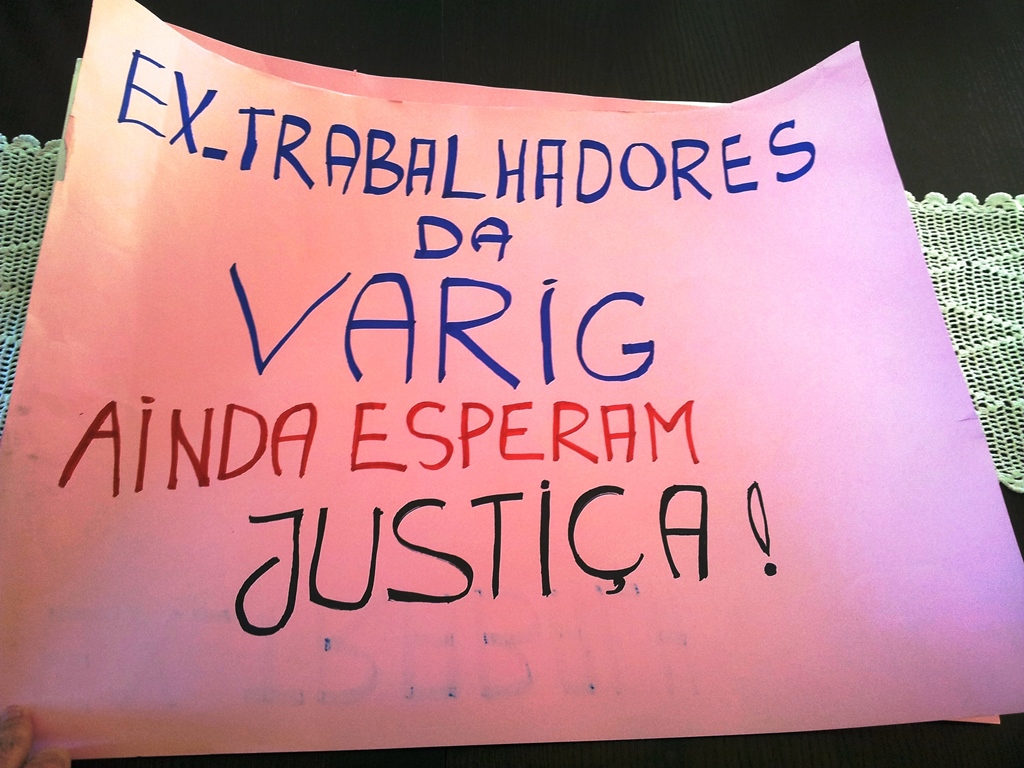 EX-TRABALHADORES
DA
VARIG
AINDA ESPERAM
JUSTIÇA!